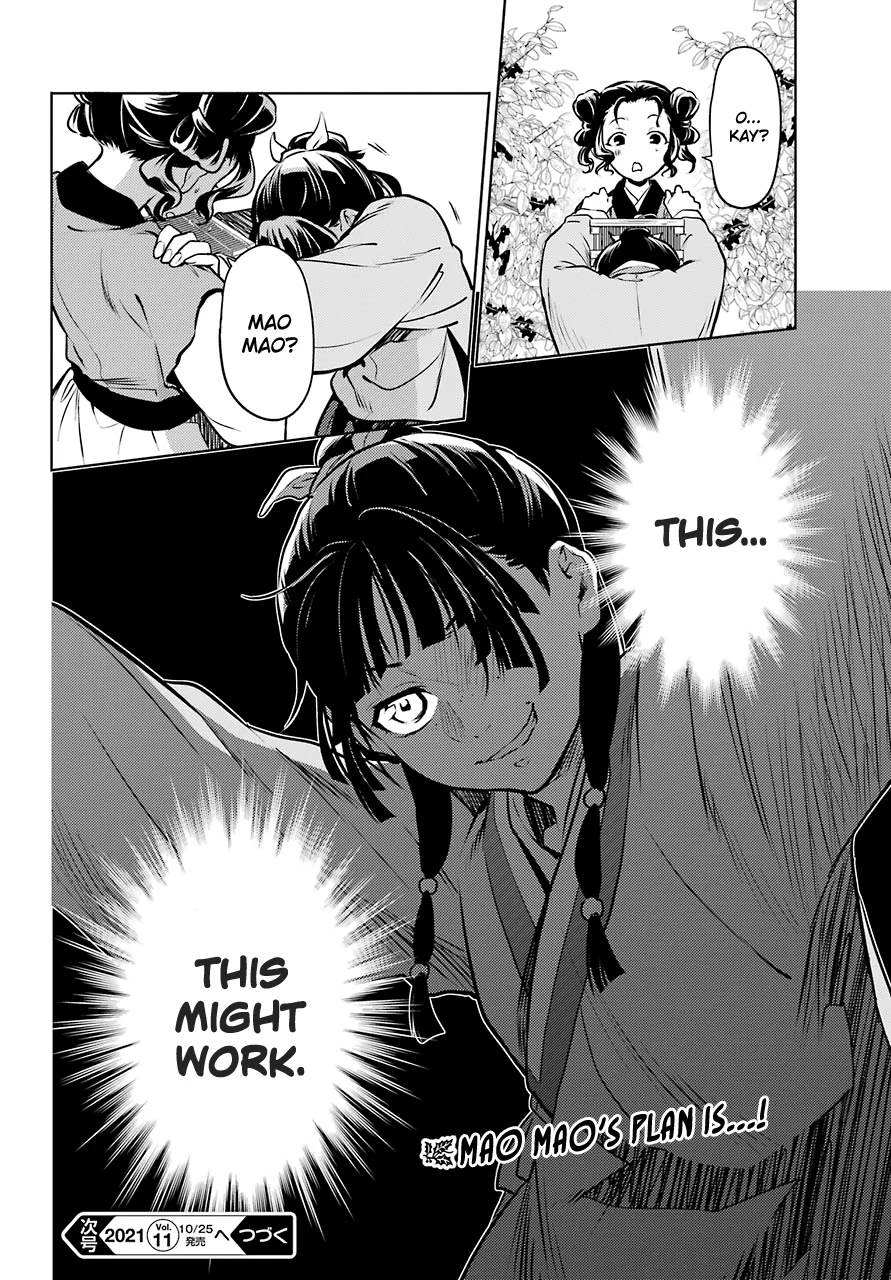 O...
KAY?
MAO
MAO?
THIS...
THIS
MIGHT
WORK.
MAO MAO'S PLAN IS...!
次号 2021 Vol. 11 10/25 発売 へ つづく